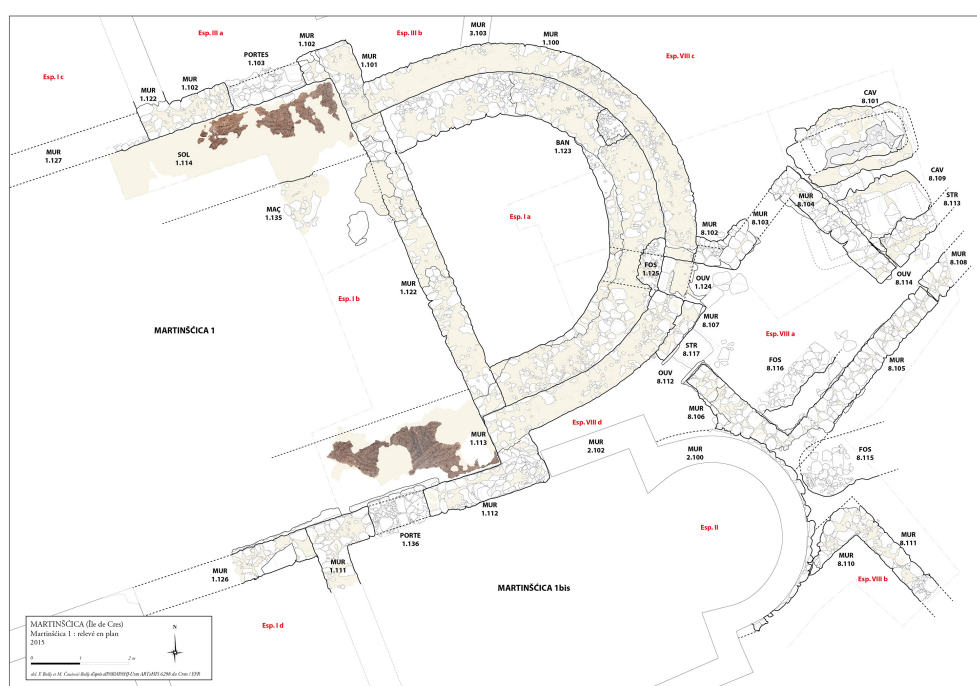 Esp. III a
Esp. III b
MUR
3.103
MUR
1.100
MUR
1.102
PORTES
1.103
MUR
1.101
Esp. VIII c
Esp. I c
MUR
1.102
MUR
1.122
CAV
8.101
MUR
1.127
SOL
1.114
BAN
1.123
CAV
8.109
STR
8.113
MUR
8.104
MAÇ
1.135
Esp. I a
MUR
8.103
MUR
8.102
MUR
8.108
FOS
1.125
OUV
1.124
OUV
8.114
MUR
1.122
Esp. I b
MUR
8.107
MARTINŠĆICA 1
Esp. VIII a
STR
8.117
FOS
8.116
MUR
8.105
OUV
8.112
MUR
8.106
Esp. VIII d
MUR
1.113
MUR
2.102
MUR
2.100
FOS
8.115
MUR
1.112
Esp. II
PORTE
1.136
MUR
8.111
MUR
8.110
MUR
1.126
MUR
1.111
Esp. VIII b
MARTINŠĆICA 1bis
Esp. I d
MARTINŠĆICA (Île de Cres)
Martinšćica 1 : relevé en plan
2015
N
0 1 2 m